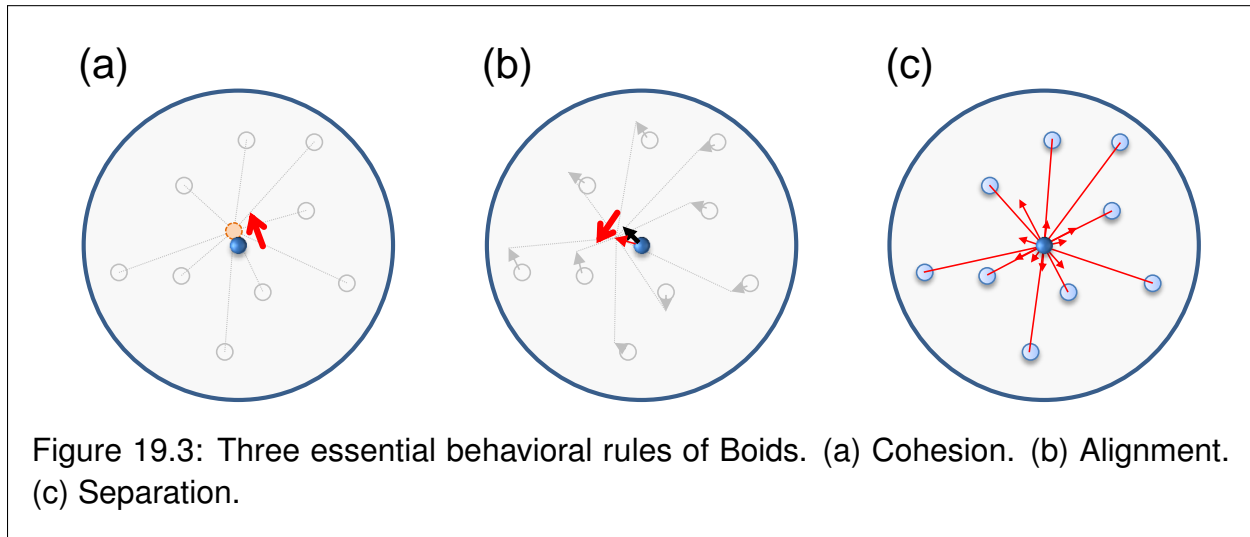 (a) (b) (c)
Figure 19.3: Three essential behavioral rules of Boids. (a) Cohesion. (b) Alignment.
(c) Separation.